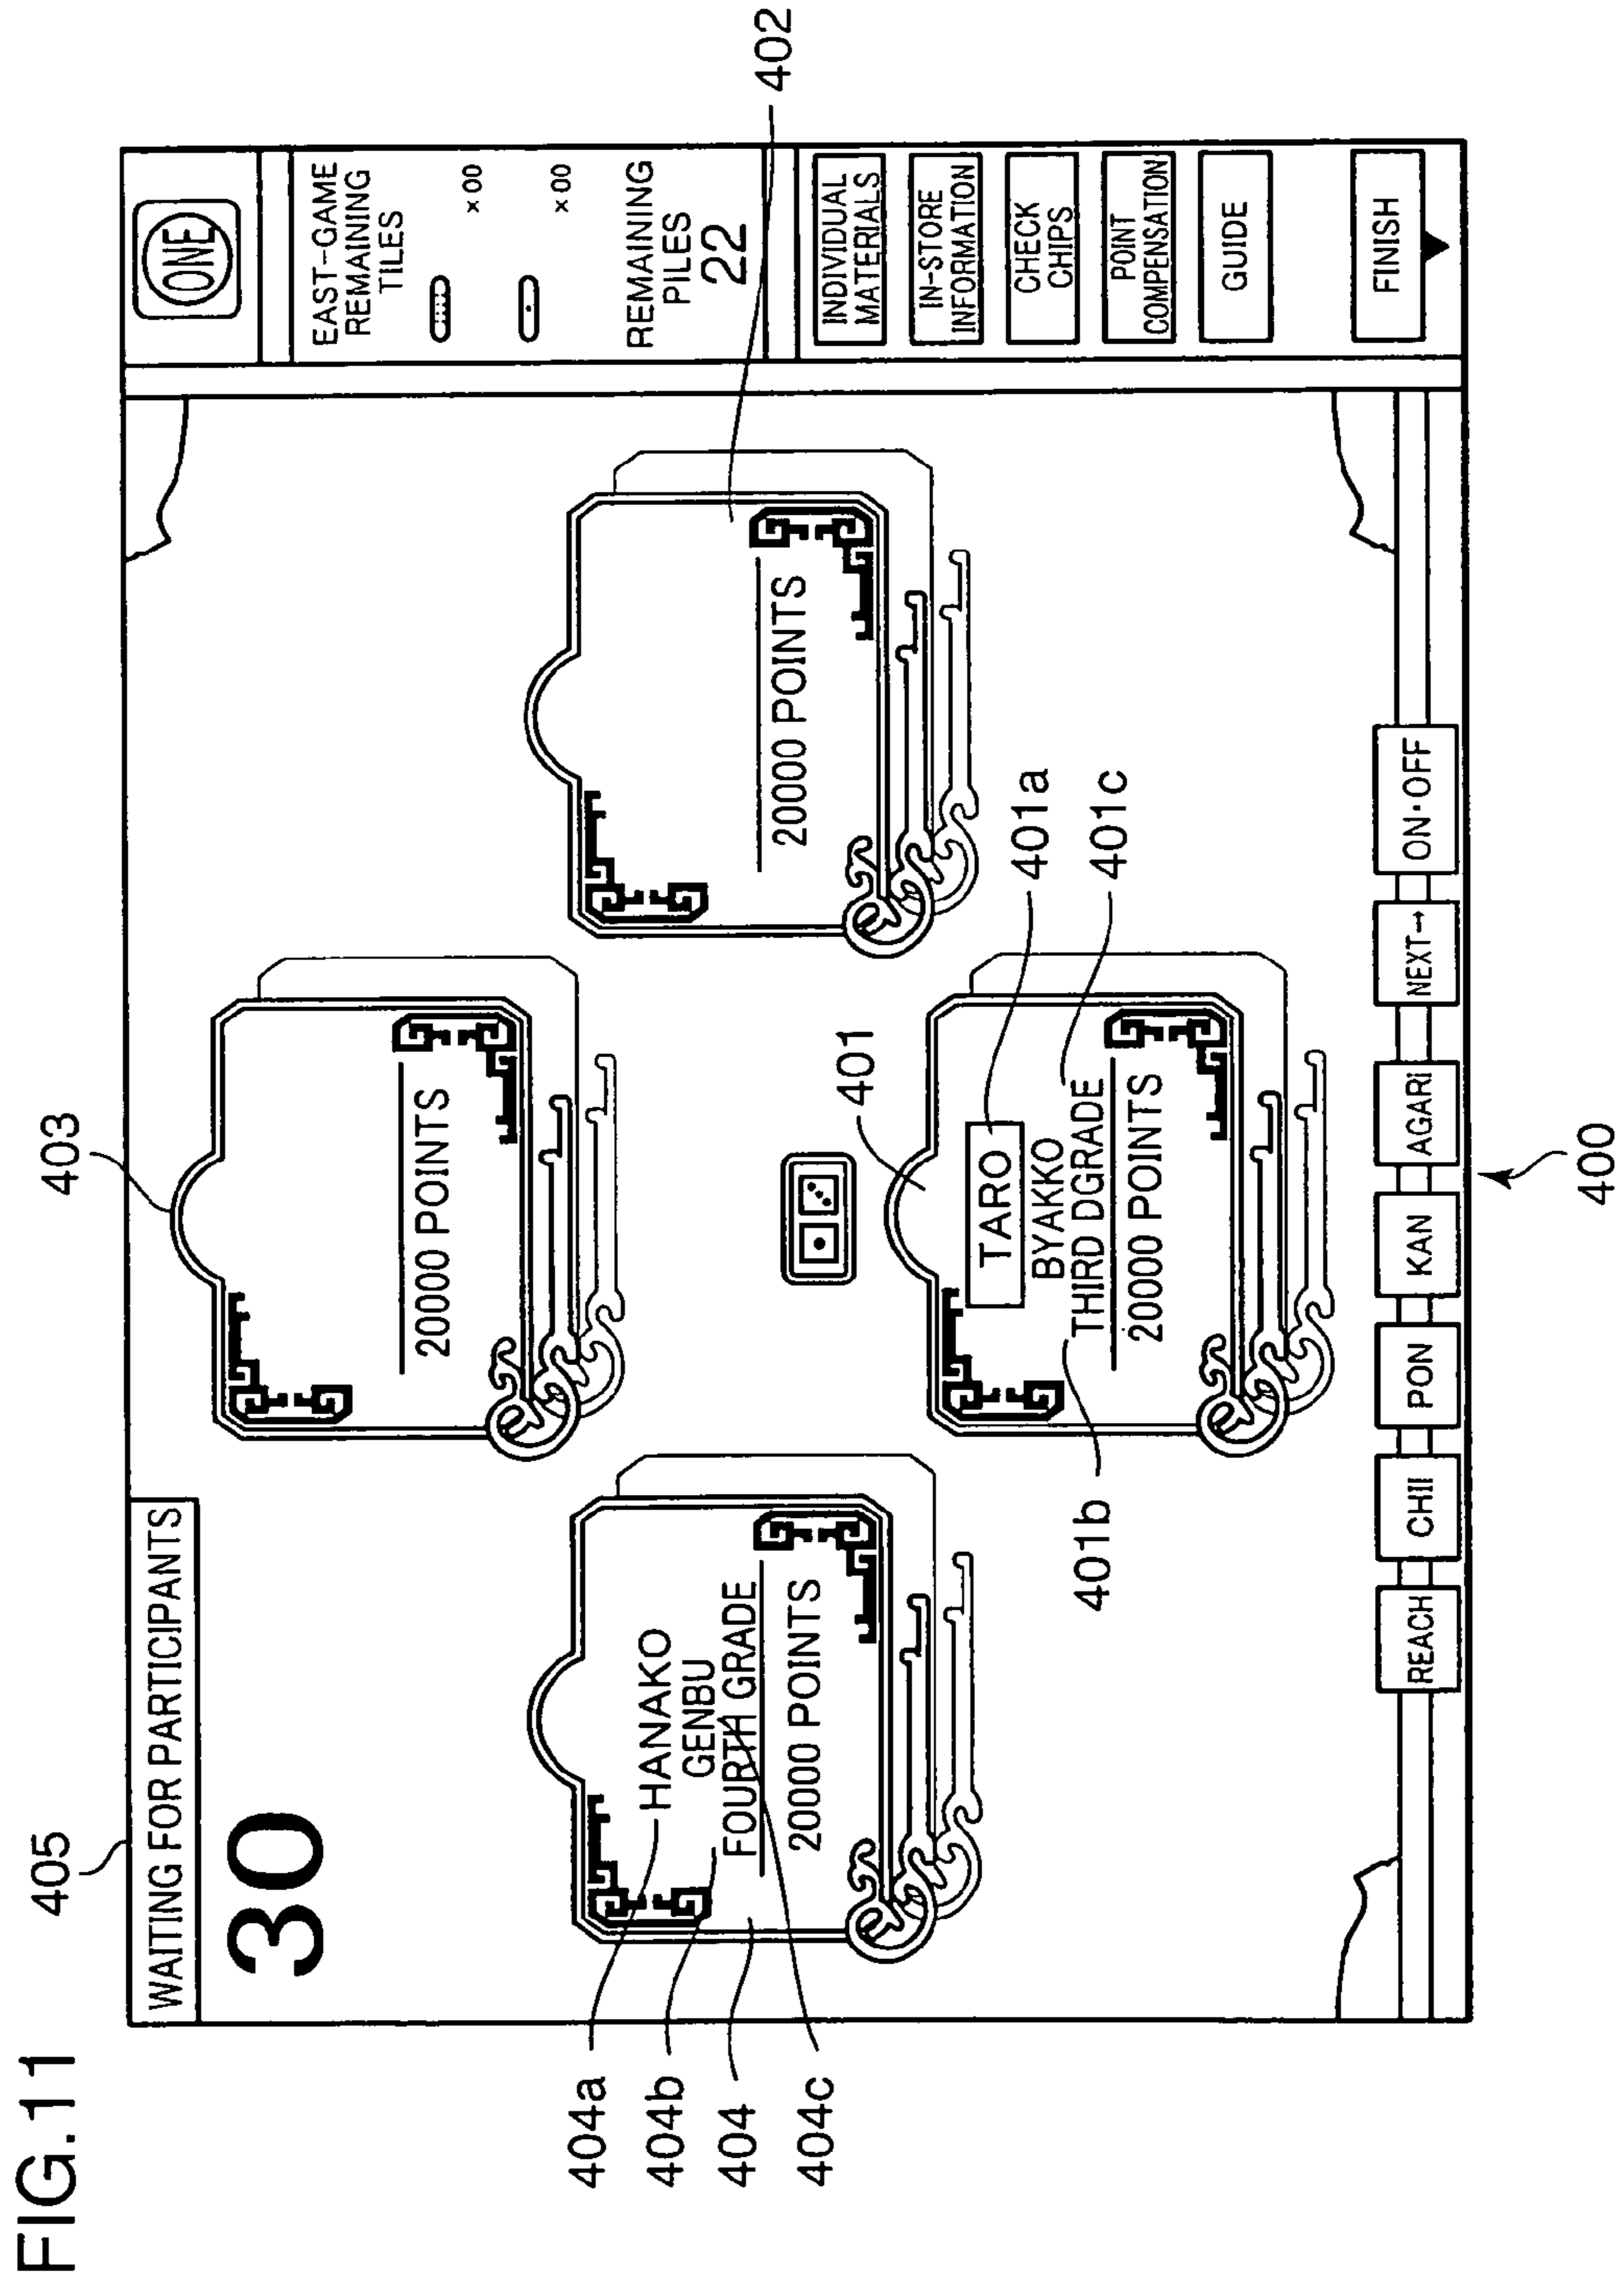 FIG.11
405
403
WAITING FOR PARTICIPANTS
30
20000 POINTS
ONE
EAST-GAME
REMAINING
TILES
×00
×00
REMAINING
PILES
22
402
404a
404b
404
404c
HANAKO
GENBU
FOURTH GRADE
20000 POINTS
20000 POINTS
401
TARO
BYAKKO
THIRD DGRADE
20000 POINTS
401a
401c
401b
INDIVIDUAL
MATERIALS
IN-STORE
INFORMATION
CHECK
CHIPS
POINT
COMPENSATION
GUIDE
FINISH
REACH
CHII
PON
KAN
AGARI
NEXT→
ON·OFF
400